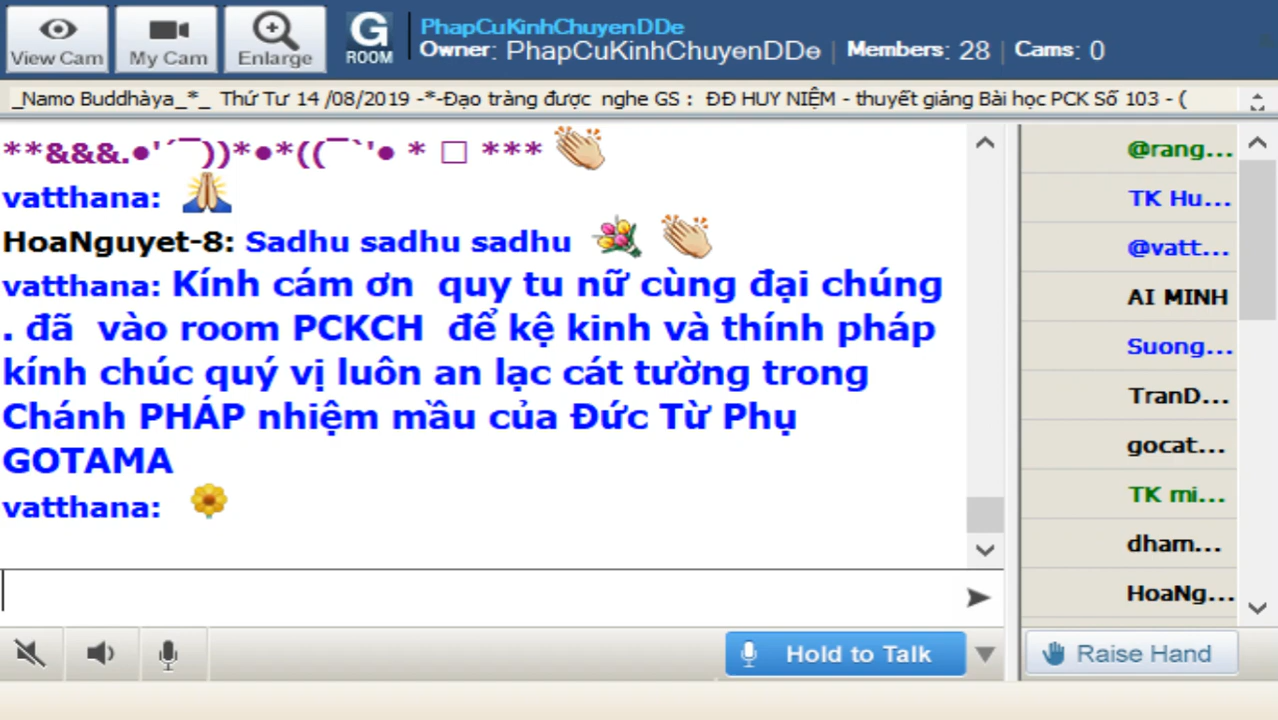 View Cam
My Cam
Enlarge
G
ROOM
PhapCuKinhChuyenDDe
Owner: PhapCuKinhChuyenDDe | Members: 28 | Cams: 0
_Namo Buddhàya_*_ Thứ Tư 14 /08/2019 -*-Đạo tràng được nghe GS : ĐĐ HUY NIỆM - thuyết giảng Bài học PCK Số 103 - (
**&&&.●'´¯))*●*((¯`'● * □ ***
vatthana:
HoaNguyet-8: Sadhu sadhu sadhu
vatthana: Kính cám ơn quy tu nữ cùng đại chúng
. đã vào room PCKCH để kệ kinh và thính pháp
kính chúc quý vị luôn an lạc cát tường trong
Chánh PHÁP nhiệm mầu của Đức Từ Phụ
GOTAMA
vatthana:
@rang...
TK Hu...
@vatt...
AI MINH
Suong...
TranD...
gocat...
TK mi...
dham...
HoaNg...
Hold to Talk
Raise Hand